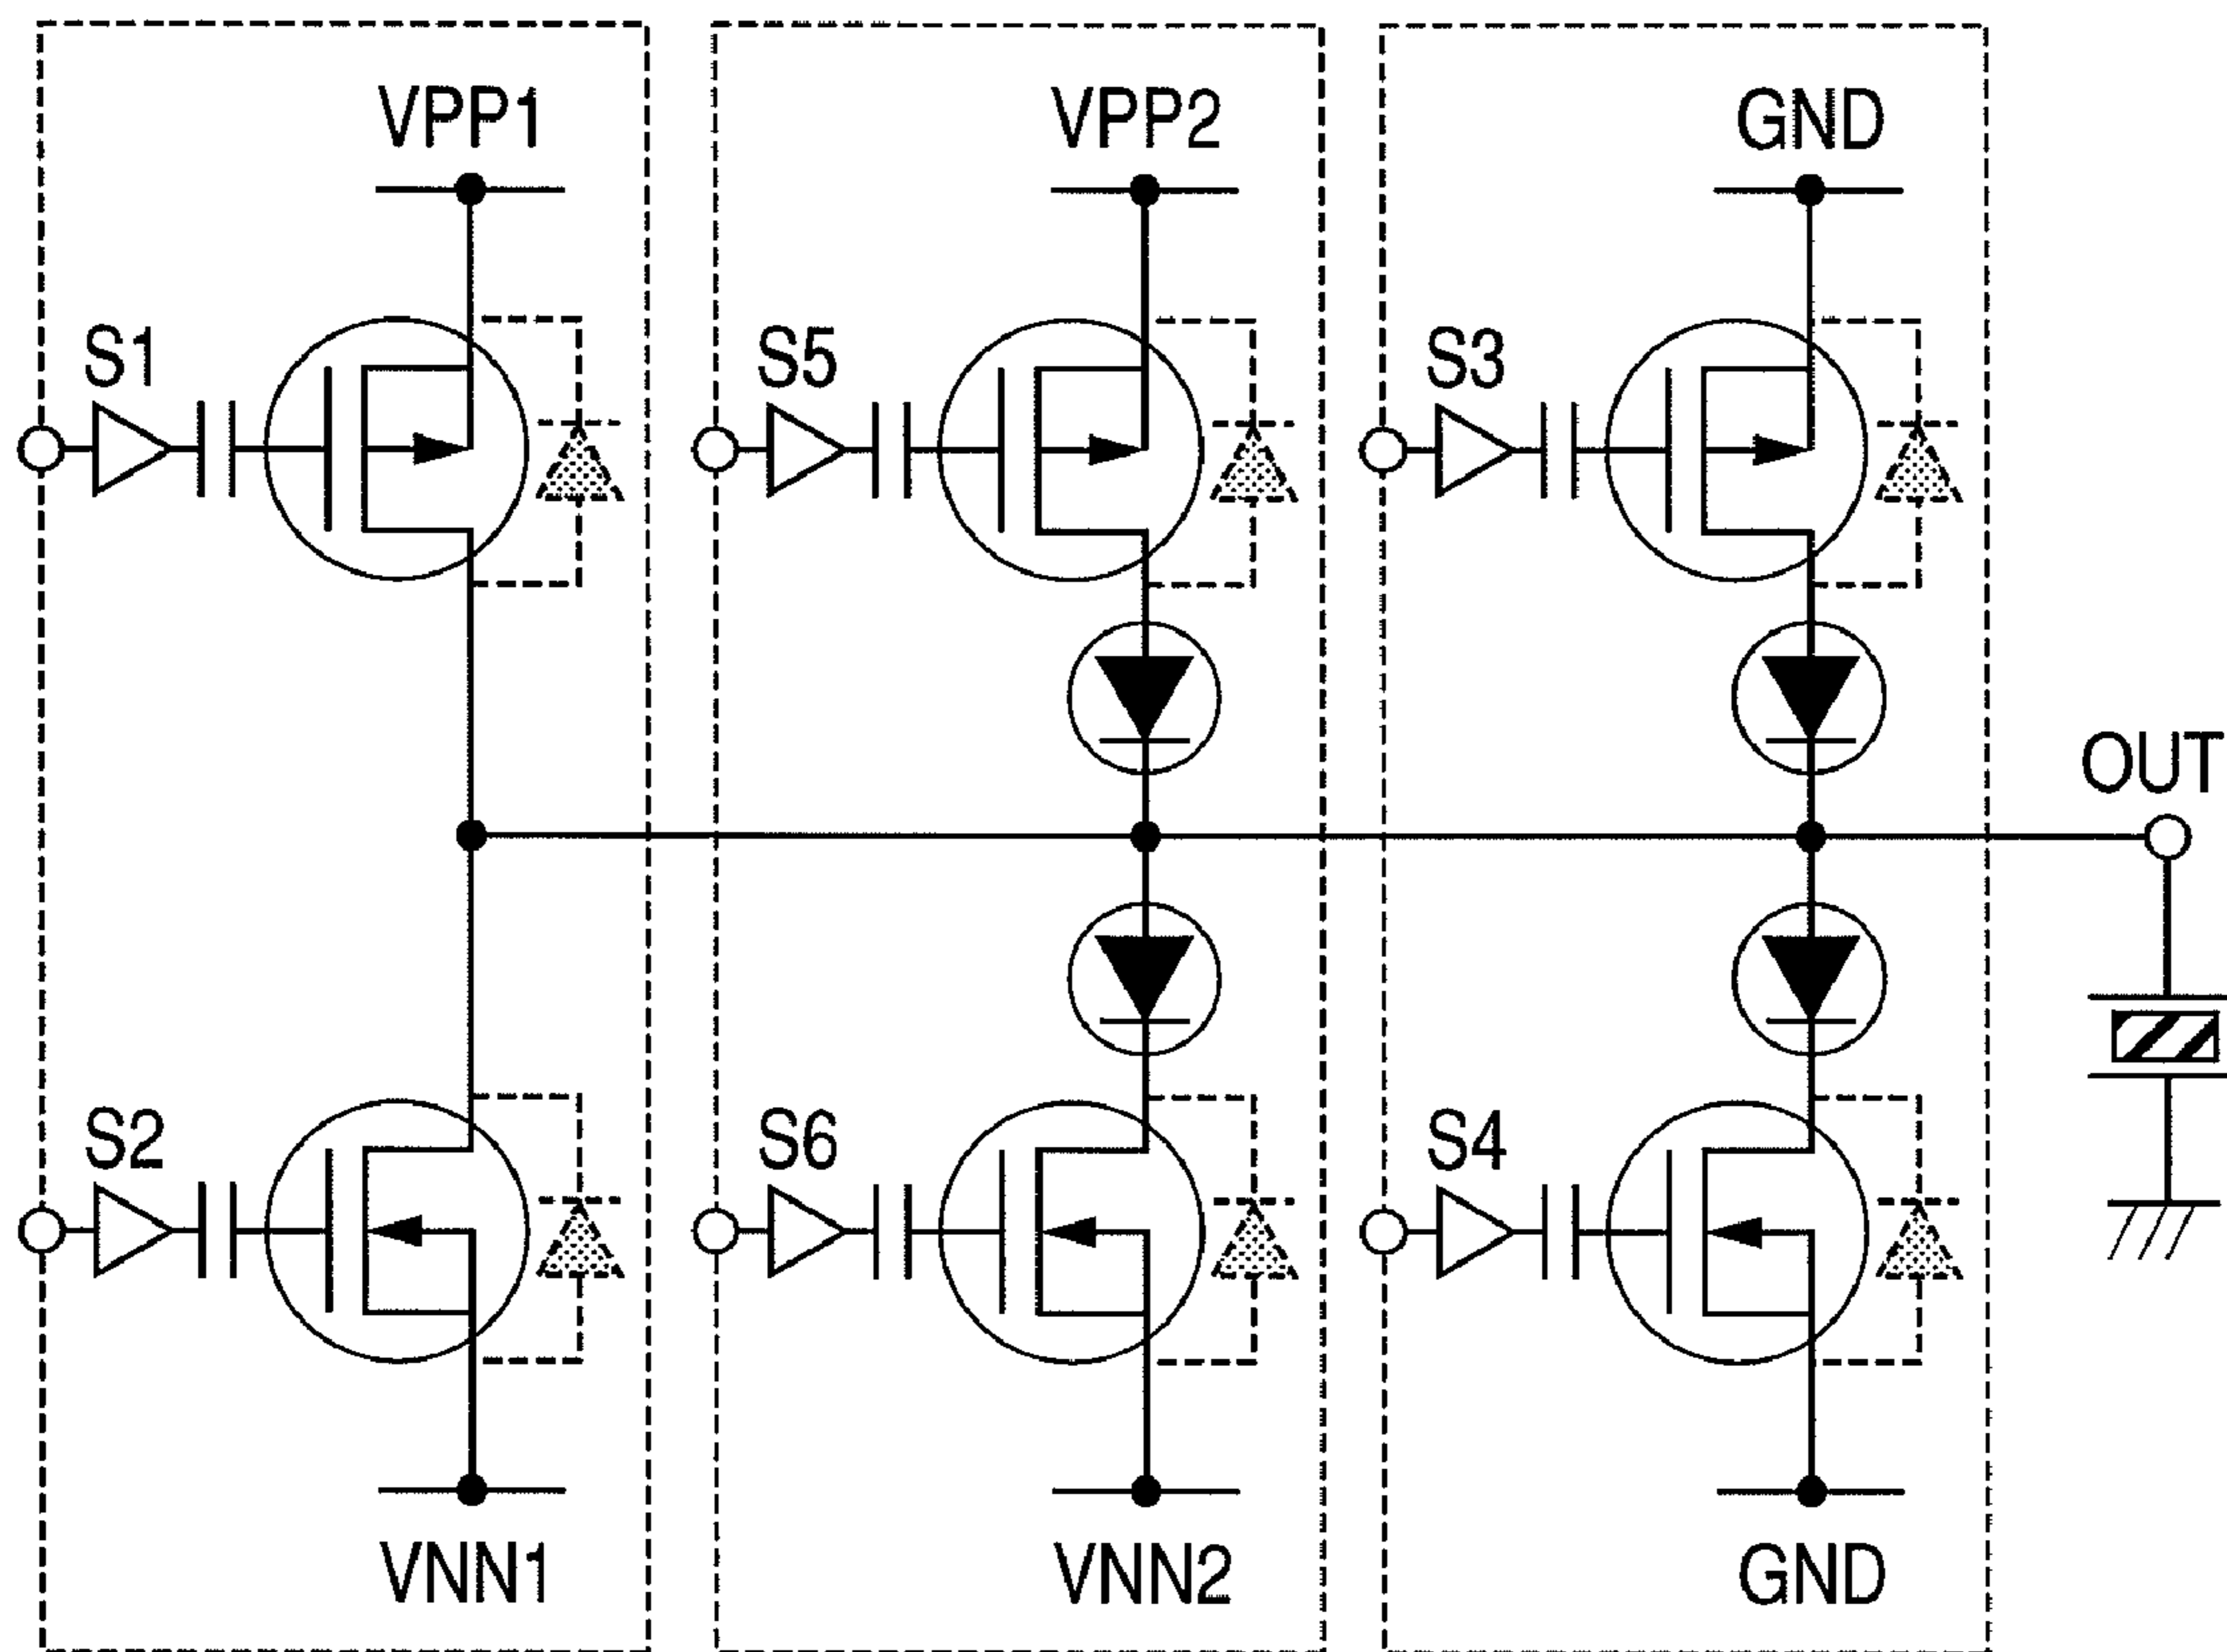 VPP1
VPP2
GND
S1
S5
S3
OUT
S2
S6
S4
VNN1
VNN2
GND